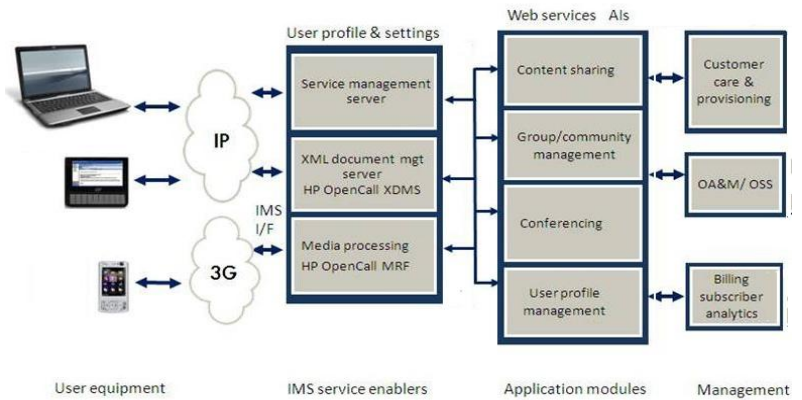 Web services AIs
User profile & settings
Service management
server
Content sharing
Customer
care &
provisioning
IP
Group/community
management
XML document mgt
server
HP OpenCall XDMS
OA&M/ OSS
IMS
I/F
Conferencing
Media processing
HP OpenCall MRF
3G
User profile
management
Billing
subscriber
analytics
User equipment
IMS service enablers
Application modules
Management